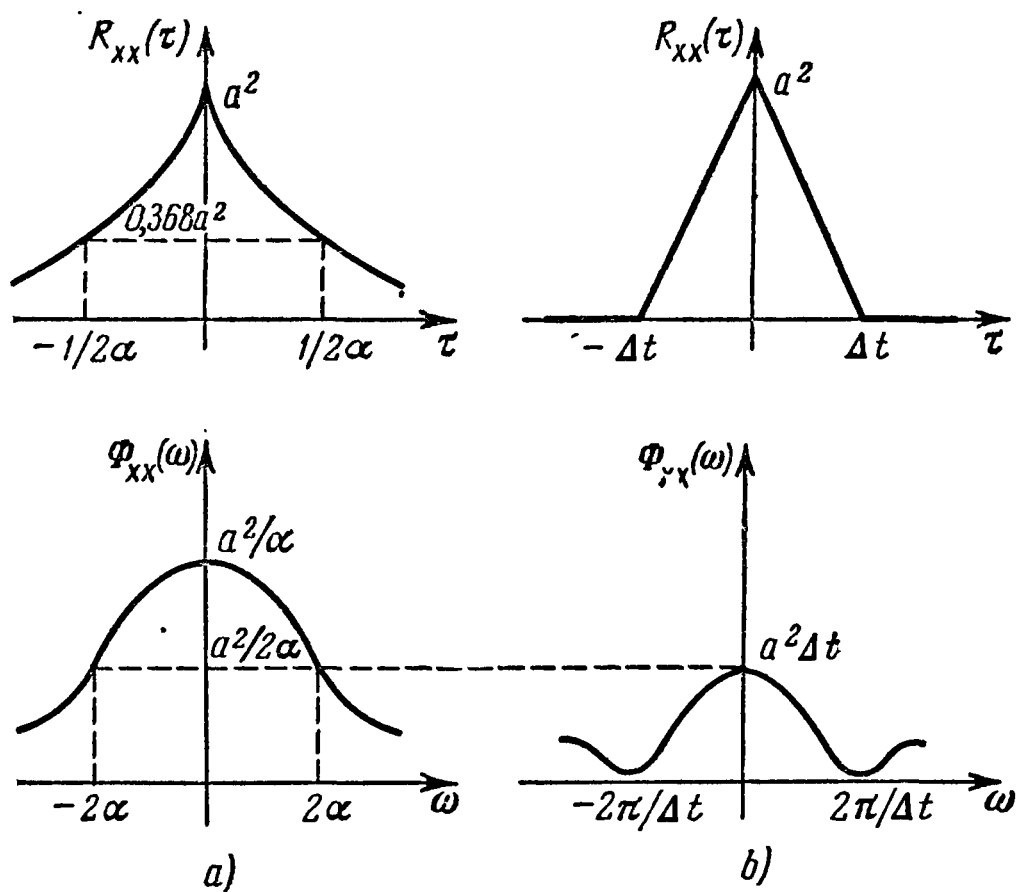 R_xx(τ)
a²
0,368a²
-1/2α
1/2α
τ
R_xx(τ)
a²
-Δt
Δt
τ
Φ_xx(ω)
a²/α
a²/2α
-2α
2α
ω
a)
Φ_xx(ω)
a²Δt
-2π/Δt
2π/Δt
ω
b)